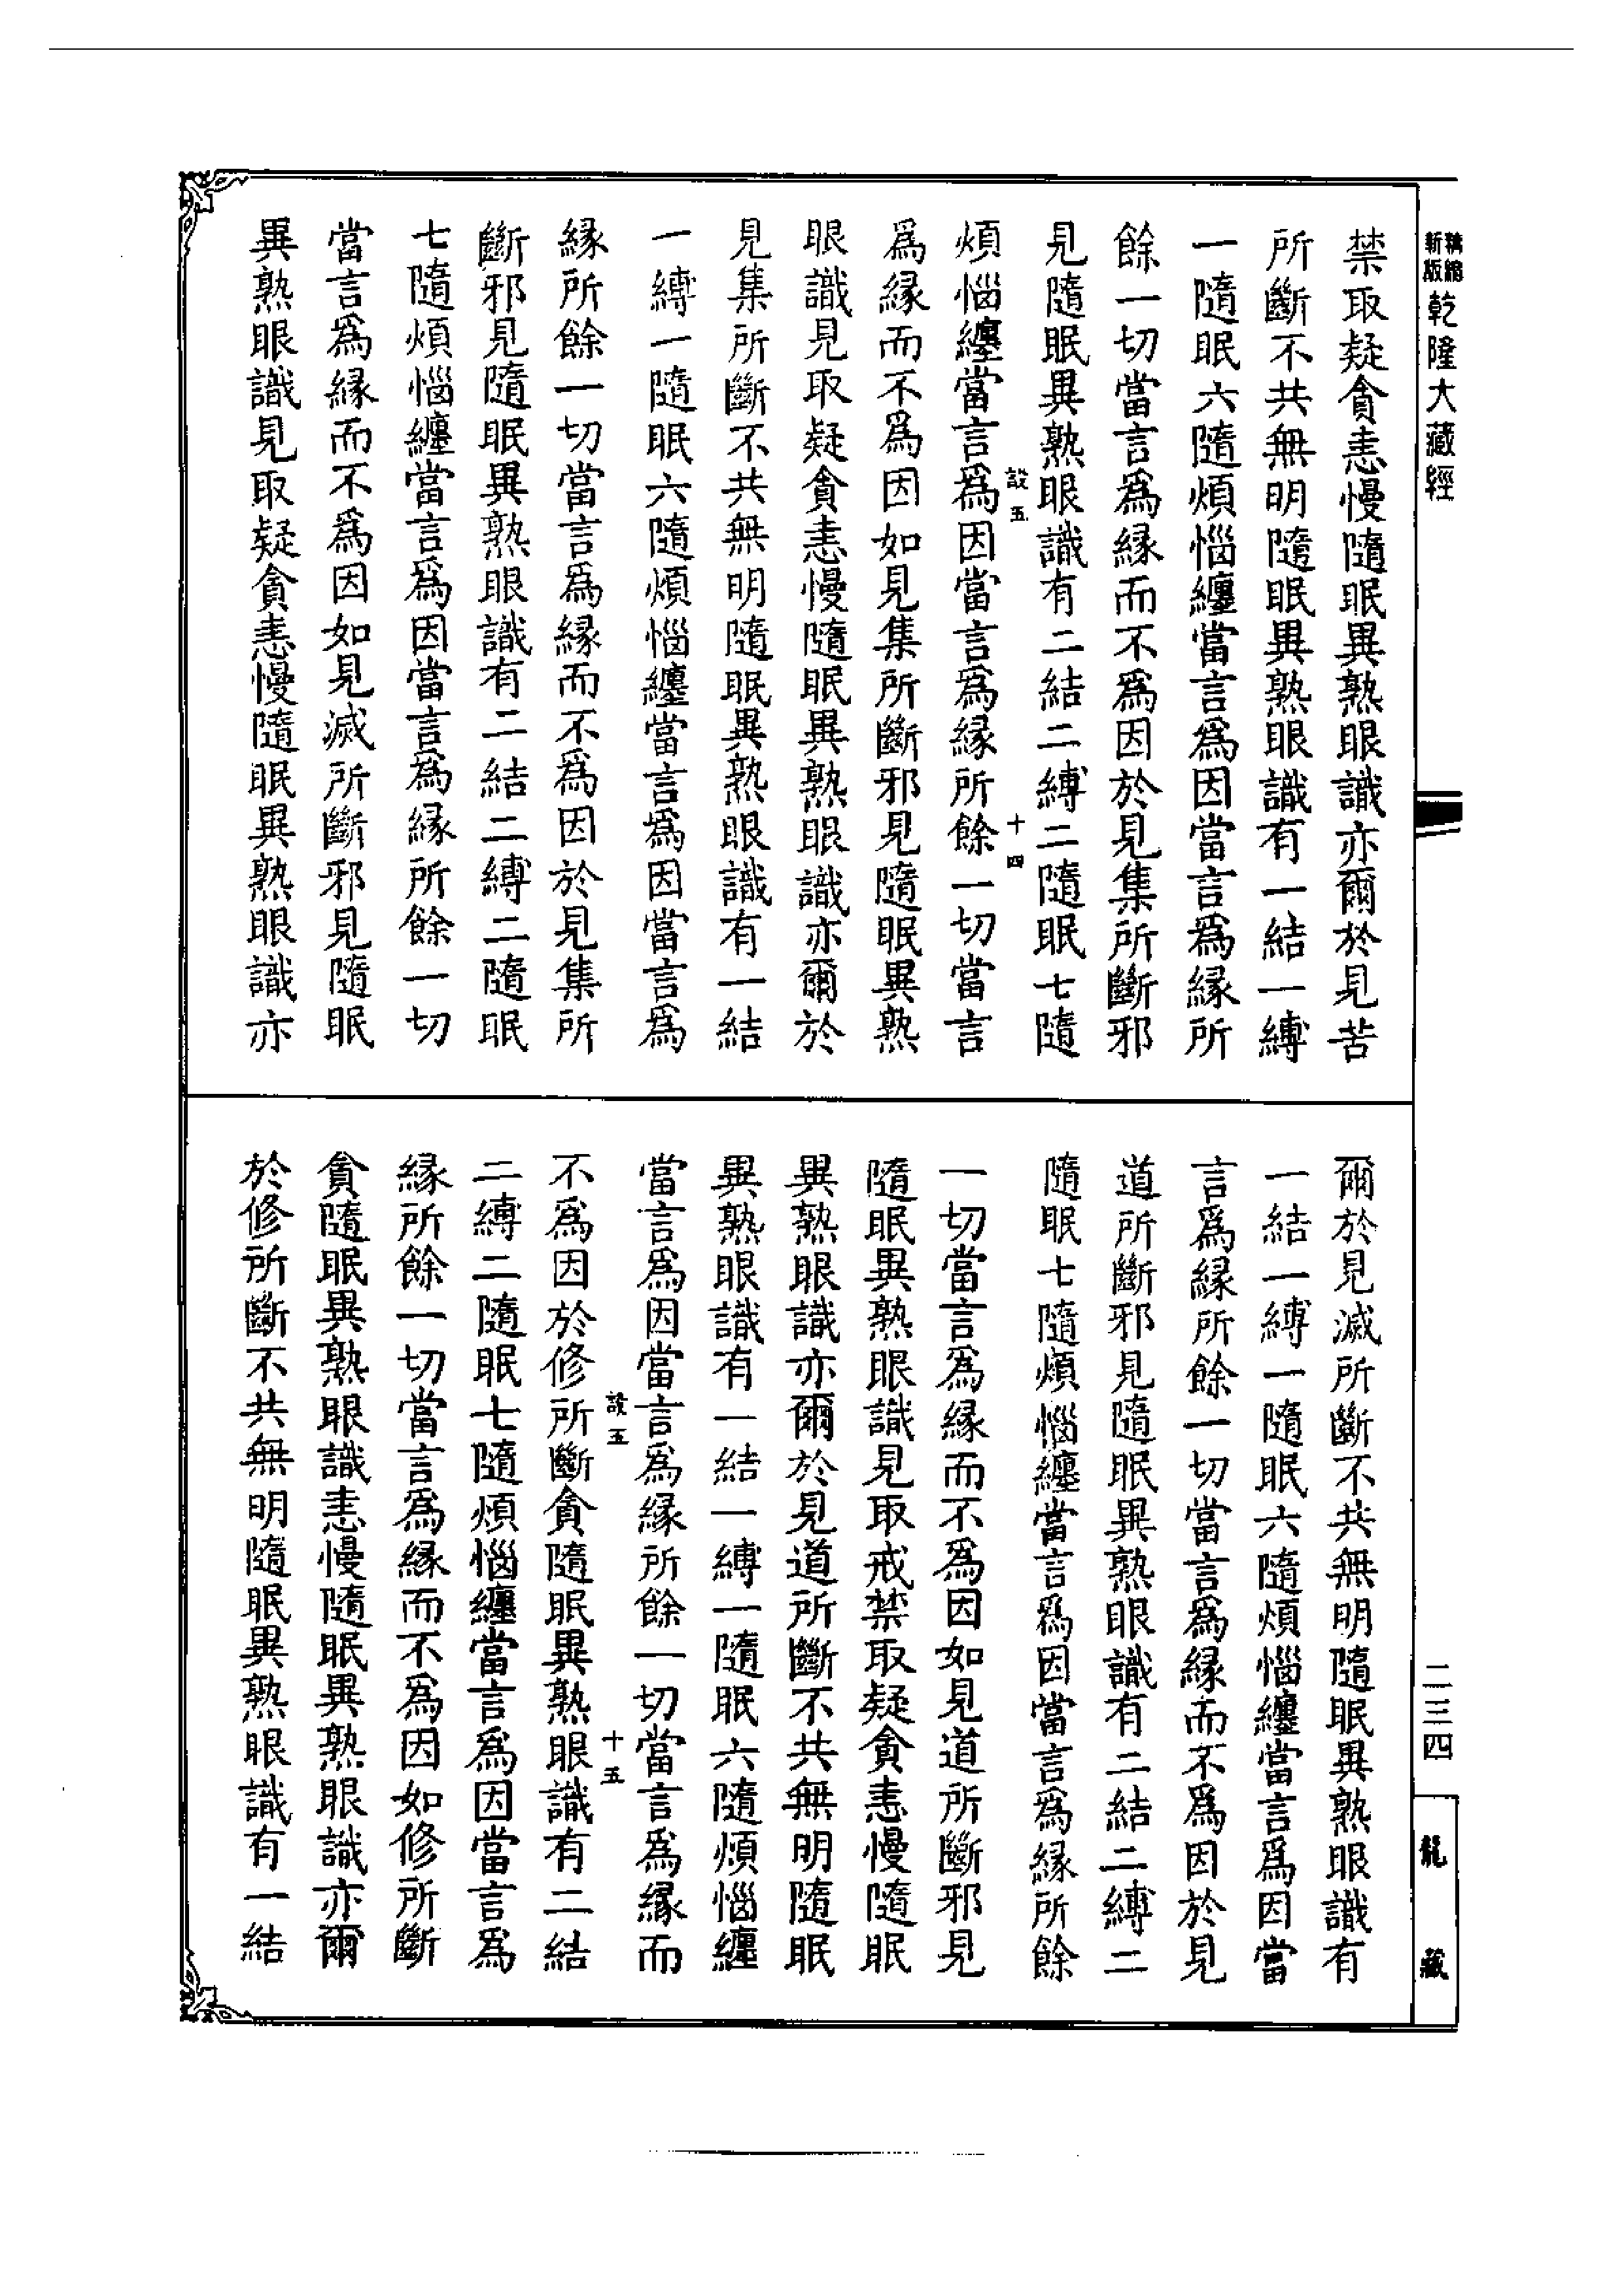 精縮新版乾隆大藏經
禁取疑貪恚慢隨眠異熟眼識亦爾於見苦
所斷不共無明隨眠異熟眼識有一結一縛
一隨眠六隨煩惱纏當言爲因當言爲緣所
餘一切當言爲緣而不爲因於見集所斷邪
見隨眠異熟眼識有二結二縛二隨眠七隨
設五 十四
煩惱纏當言爲因當言爲緣所餘一切當言
爲緣而不爲因如見集所斷邪見隨眠異熟
眼識見取疑貪恚慢隨眠異熟眼識亦爾於
見集所斷不共無明隨眠異熟眼識有一結
一縛一隨眠六隨煩惱纏當言爲因當言爲
緣所餘一切當言爲緣而不爲因於見集所
斷邪見隨眠異熟眼識有二結二縛二隨眠
七隨煩惱纏當言爲因當言爲緣所餘一切
當言爲緣而不爲因如見滅所斷邪見隨眠
異熟眼識見取疑貪恚慢隨眠異熟眼識亦
爾於見滅所斷不共無明隨眠異熟眼識有
一結一縛一隨眠六隨煩惱纏當言爲因當
言爲緣所餘一切當言爲緣而不爲因於見
道所斷邪見隨眠異熟眼識有二結二縛二
隨眠七隨煩惱纏當言爲因當言爲緣所餘
一切當言爲緣而不爲因如見道所斷邪見
隨眠異熟眼識見取戒禁取疑貪恚慢隨眠
異熟眼識亦爾於見道所斷不共無明隨眠
異熟眼識有一結一縛一隨眠六隨煩惱纏
當言爲因當言爲緣所餘一切當言爲緣而
設五 十五
不爲因於修所斷貪隨眠異熟眼識有二結
二縛二隨眠七隨煩惱纏當言爲因當言爲
緣所餘一切當言爲緣而不爲因如修所斷
貪隨眠異熟眼識恚慢隨眠異熟眼識亦爾
於修所斷不共無明隨眠異熟眼識有一結
二三四
龍藏